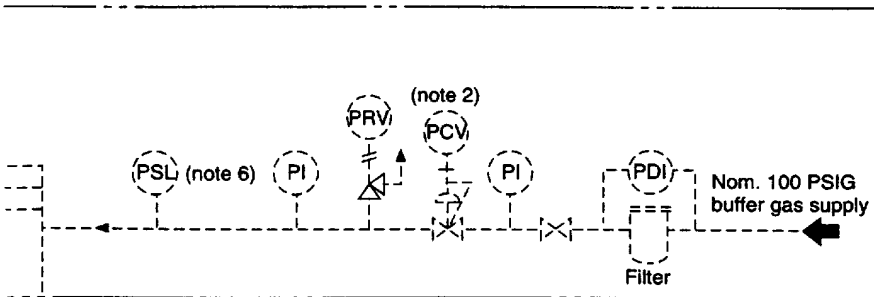 PRV
(note 2)
PCV
PSL (note 6)
PI
PI
PDI
Nom. 100 PSIG
buffer gas supply
Filter